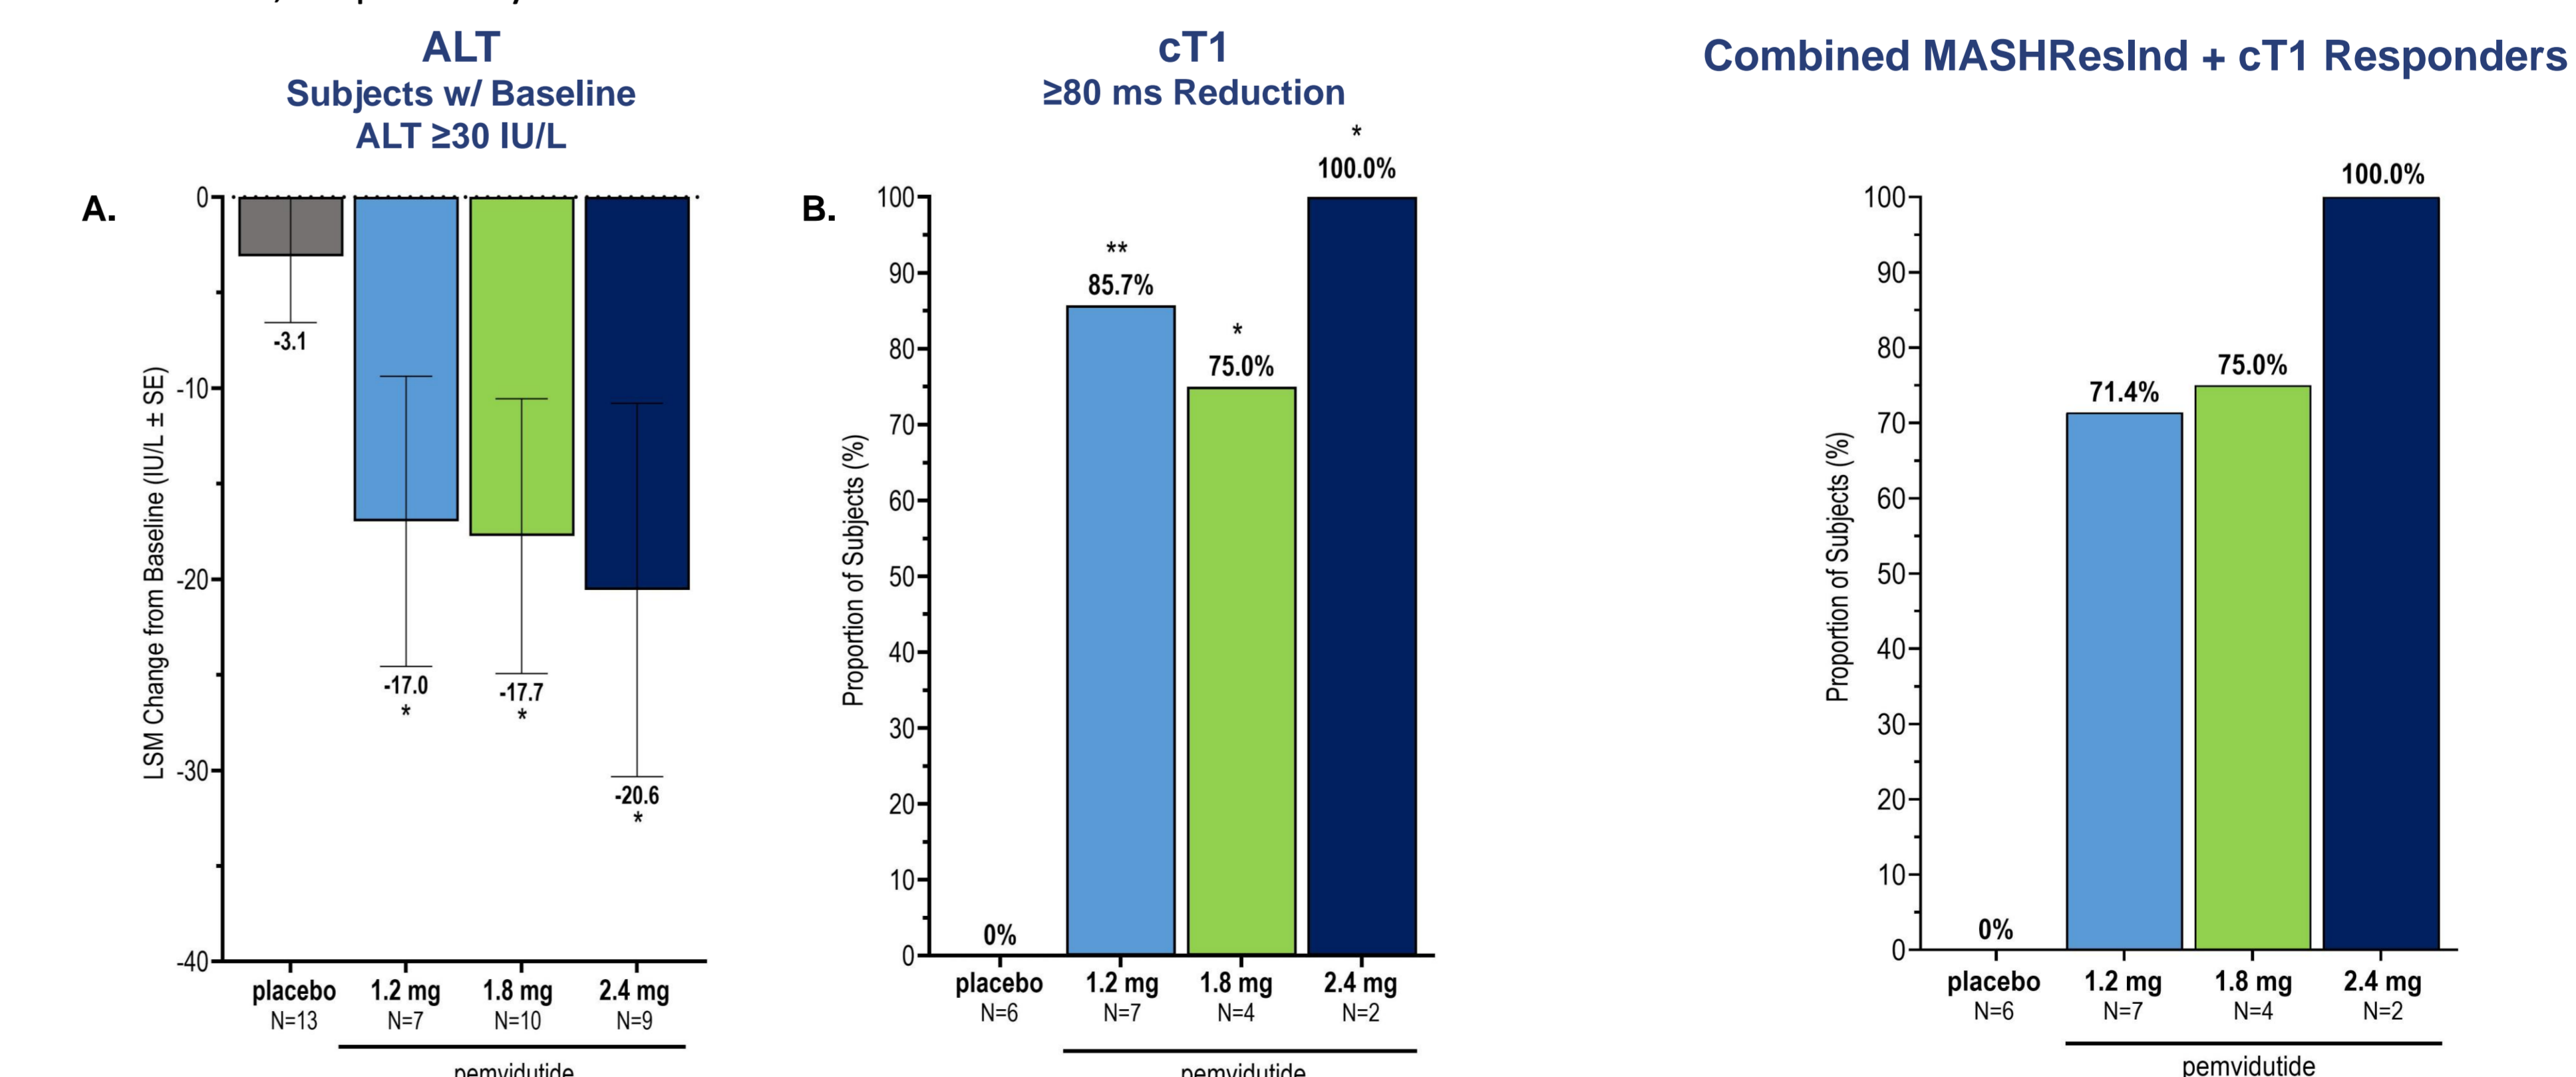 ALT
Subjects w/ Baseline
ALT ≥30 IU/L
A.
LSM Change from Baseline (IU/L ± SE)
0
-10
-20
-30
-40
-3.1
-17.0
*
-17.7
*
-20.6
*
placebo 1.2 mg 1.8 mg 2.4 mg
N=13 N=7 N=10 N=9
pemvidutide
cT1
≥80 ms Reduction
B.
Proportion of Subjects (%)
100
90
80
70
60
50
40
30
20
10
0
0%
**
85.7%
*
75.0%
*
100.0%
placebo 1.2 mg 1.8 mg 2.4 mg
N=6 N=7 N=4 N=2
pemvidutide
Combined MASHResInd + cT1 Responders
Proportion of Subjects (%)
100
90
80
70
60
50
40
30
20
10
0
0%
71.4%
75.0%
100.0%
placebo 1.2 mg 1.8 mg 2.4 mg
N=6 N=7 N=4 N=2
pemvidutide